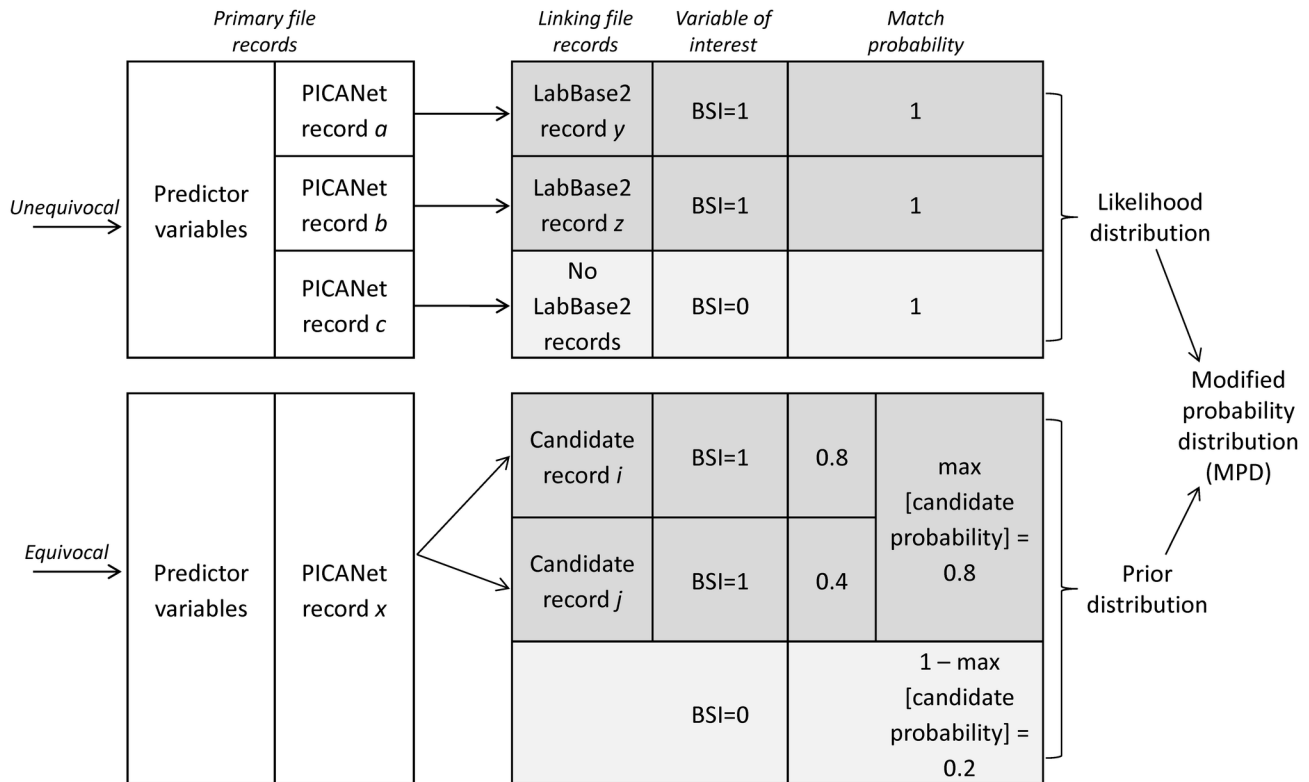 Primary file
records
Linking file
records
Variable of
interest
Match
probability
Unequivocal
Predictor
variables
PICANet
record a
LabBase2
record y
BSI=1
1
PICANet
record b
LabBase2
record z
BSI=1
1
PICANet
record c
No
LabBase2
records
BSI=0
1
Likelihood
distribution
Modified
probability
distribution
(MPD)
Equivocal
Predictor
variables
PICANet
record x
Candidate
record i
BSI=1
0.8
Candidate
record j
BSI=1
0.4
max
[candidate
probability] =
0.8
BSI=0
1 – max
[candidate
probability] =
0.2
Prior
distribution